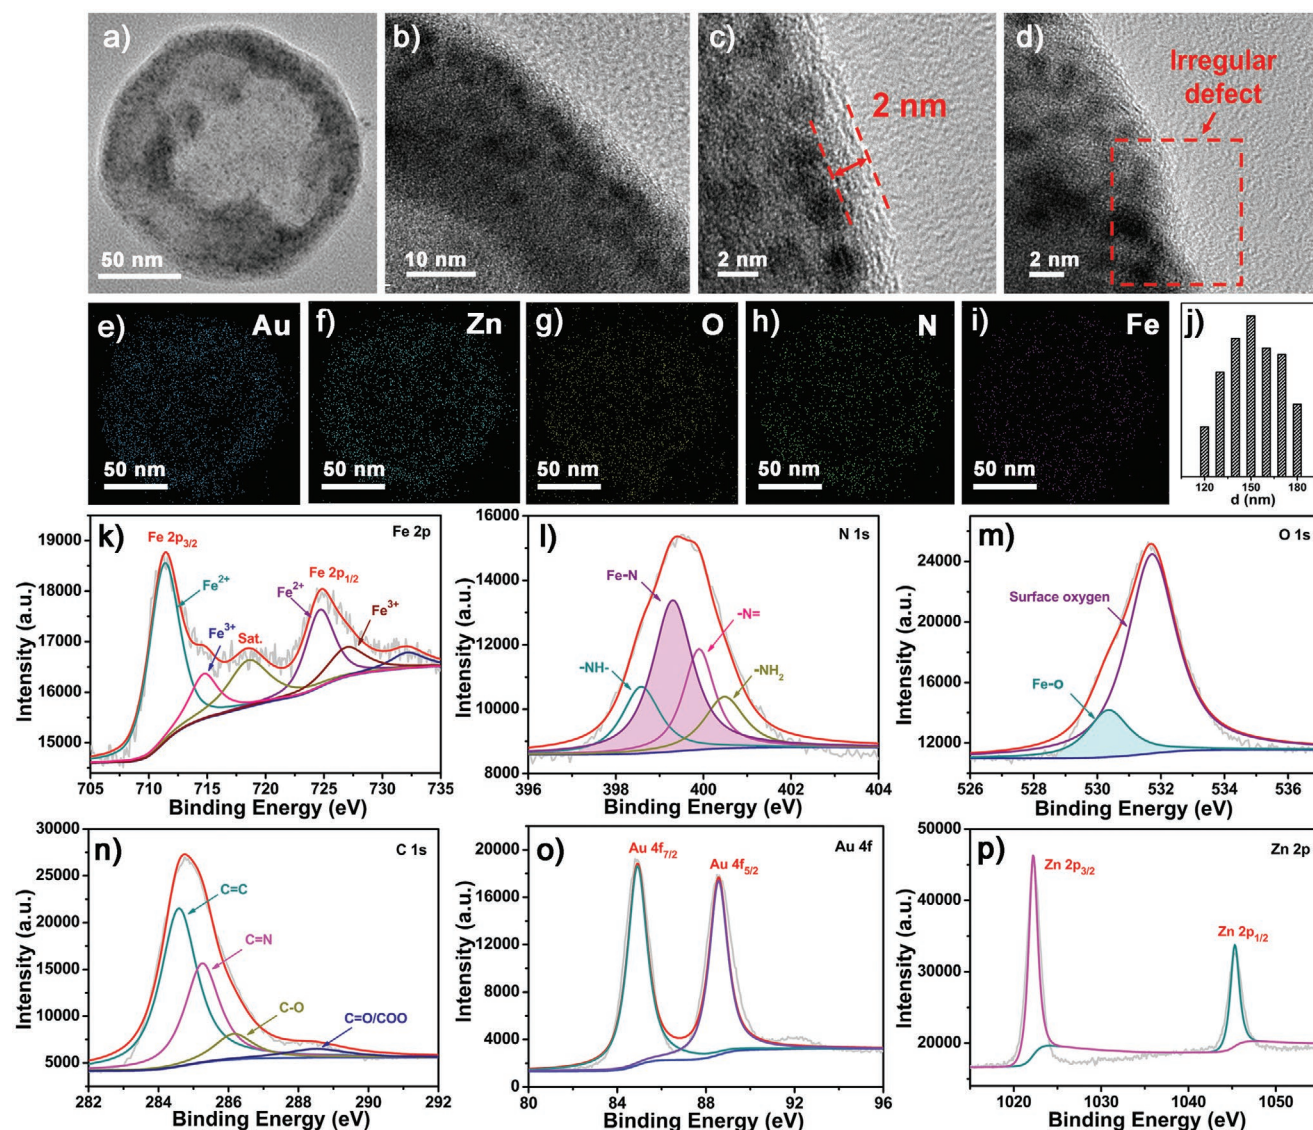 a)
50 nm
b)
10 nm
c)
2 nm
2 nm
d)
Irregular
defect
2 nm
e)
Au
50 nm
f)
Zn
50 nm
g)
O
50 nm
h)
N
50 nm
i)
Fe
50 nm
j)
120 150 180
d (nm)
k)
Fe 2p
Fe 2p3/2
Fe2+
Fe3+
Sat.
Fe 2p1/2
Fe2+
Fe3+
Intensity (a.u.)
19000
18000
17000
16000
15000
705 710 715 720 725 730 735
Binding Energy (eV)
l)
N 1s
Fe-N
-N=
-NH-
-NH2
Intensity (a.u.)
16000
14000
12000
10000
8000
396 398 400 402 404
Binding Energy (eV)
m)
O 1s
Surface oxygen
Fe-O
Intensity (a.u.)
24000
20000
16000
12000
526 528 530 532 534 536
Binding Energy (eV)
n)
C 1s
C=C
C=N
C-O
C=O/COO
Intensity (a.u.)
30000
25000
20000
15000
10000
5000
282 284 286 288 290 292
Binding Energy (eV)
o)
Au 4f
Au 4f7/2
Au 4f5/2
Intensity (a.u.)
20000
16000
12000
8000
4000
0
80 84 88 92 96
Binding Energy (eV)
p)
Zn 2p
Zn 2p3/2
Zn 2p1/2
Intensity (a.u.)
50000
40000
30000
20000
1020 1030 1040 1050
Binding Energy (eV)